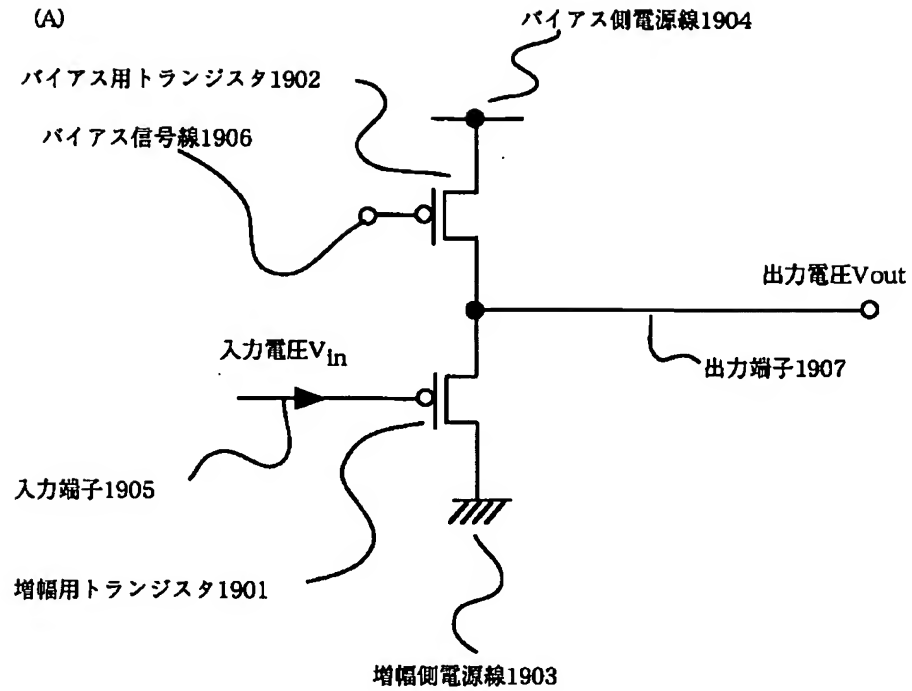 (A)
バイアス側電源線1904
バイアス用トランジスタ1902
バイアス信号線1906
出力電圧Vout
入力電圧Vin
出力端子1907
入力端子1905
増幅用トランジスタ1901
増幅側電源線1903